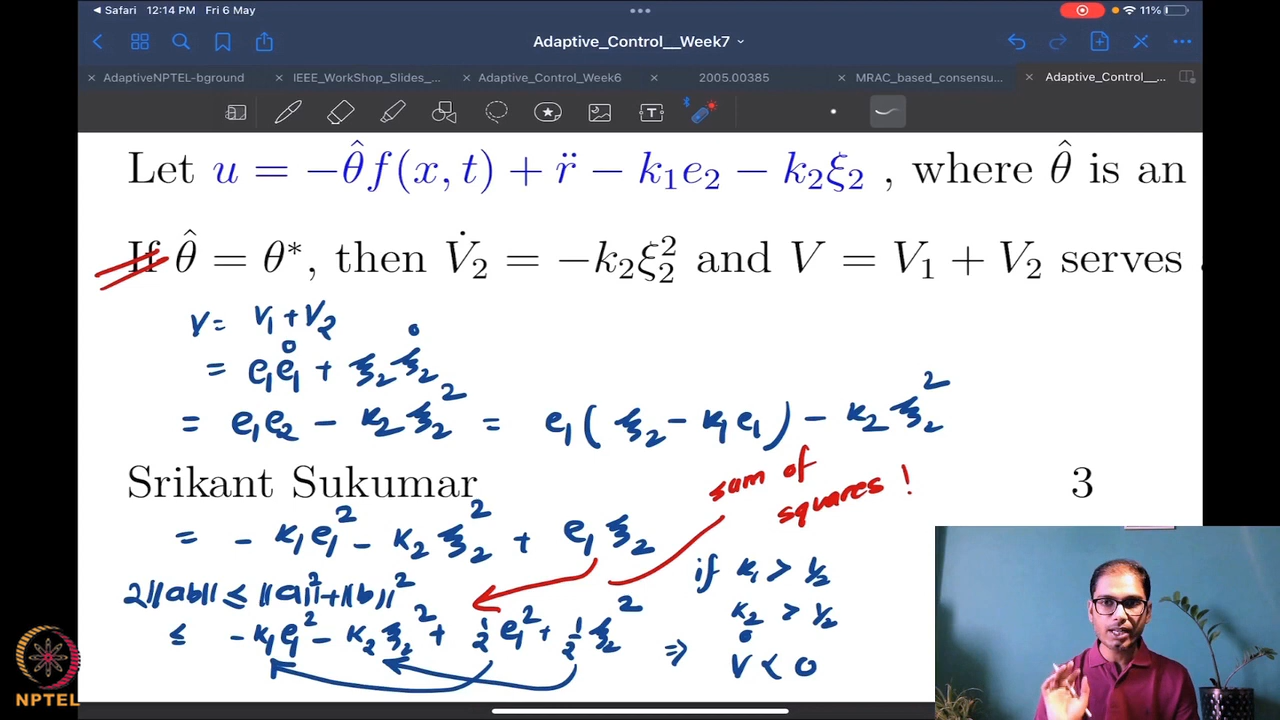 Safari 12:14 PM Fri 6 May 11%
Adaptive_Control__Week7
AdaptiveNPTEL-bground IEEE_WorkShop_Slides_... Adaptive_Control_Week6 2005.00385 MRAC_based_consensu... Adaptive_Control__...
Let u = −θ̂f(x, t) + r̈ − k₁e₂ − k₂ξ₂ , where θ̂ is an
If θ̂ = θ*, then V̇₂ = −k₂ξ₂² and V = V₁ + V₂ serves
V = V₁ + V₂
= e₁ė₁ + ξ₂ξ̇₂
= e₁e₂ − k₂ξ₂² = e₁(ξ₂ − k₁e₁) − k₂ξ₂²
sum of
squares!
Srikant Sukumar 3
= − k₁e₁² − k₂ξ₂² + e₁ξ₂
2||ab|| ≤ ||a||² + ||b||²
≤ −k₁e₁² − k₂ξ₂² + ½e₁² + ½ξ₂²
if k₁ > ½
k₂ > ½
⇒ V̇ < 0
NPTEL